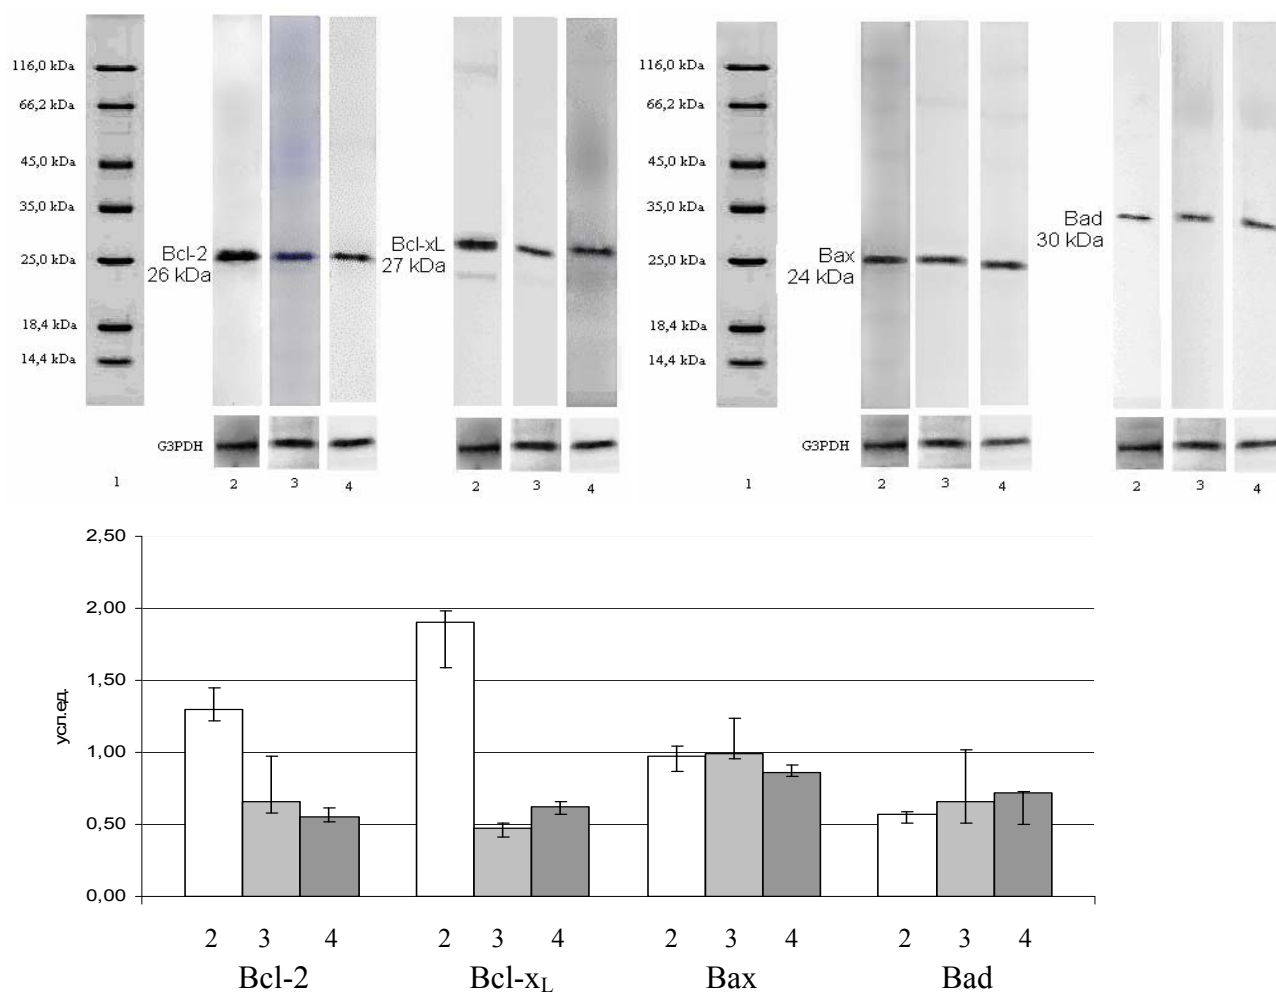 116,0 kDa
66,2 kDa
45,0 kDa
35,0 kDa
25,0 kDa
18,4 kDa
14,4 kDa
Bcl-2
26 kDa
Bcl-xL
27 kDa
G3PDH
1
2
3
4
2
3
4
116,0 kDa
66,2 kDa
45,0 kDa
35,0 kDa
25,0 kDa
18,4 kDa
14,4 kDa
Bax
24 kDa
Bad
30 kDa
G3PDH
1
2
3
4
2
3
4
усл.ед.
2,50
2,00
1,50
1,00
0,50
0,00
2 3 4 2 3 4 2 3 4 2 3 4
Bcl-2 Bcl-xL Bax Bad